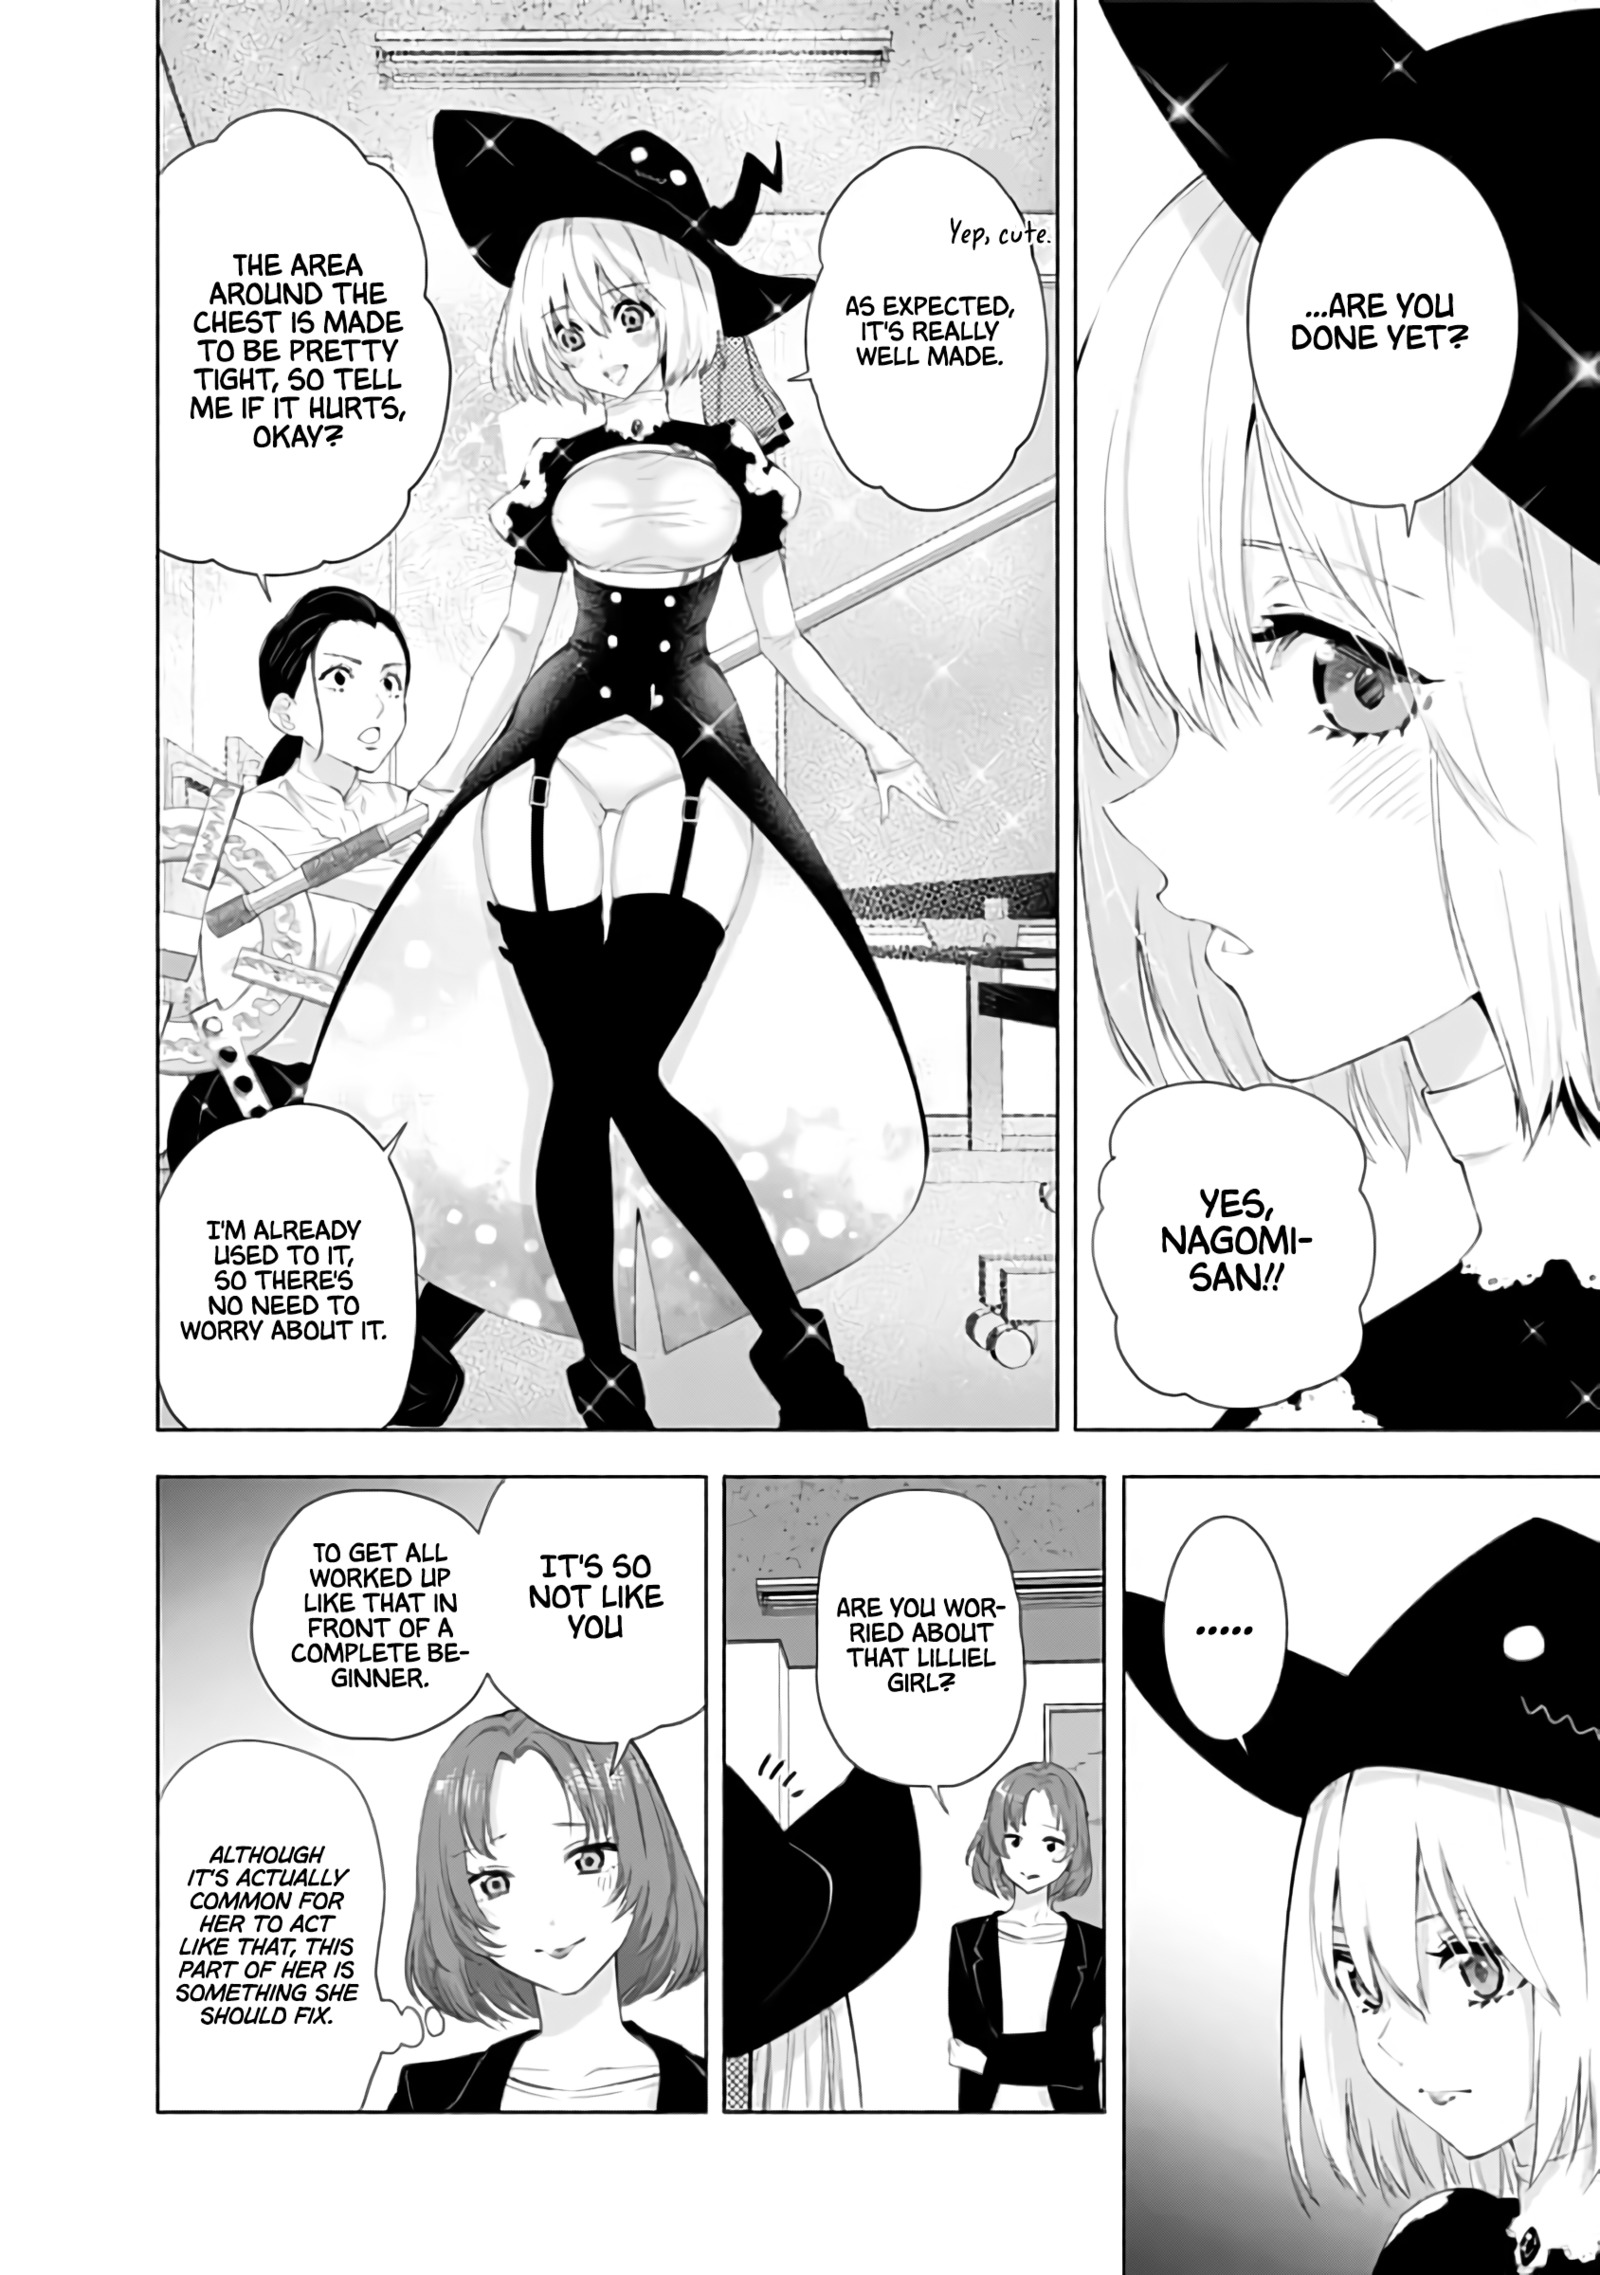 ...ARE YOU
DONE YET?
YES,
NAGOMI-
SAN!!
Yep, cute.
AS EXPECTED,
IT'S REALLY
WELL MADE.
THE AREA
AROUND THE
CHEST IS MADE
TO BE PRETTY
TIGHT, SO TELL
ME IF IT HURTS,
OKAY?
I'M ALREADY
USED TO IT,
SO THERE'S
NO NEED TO
WORRY ABOUT IT.
.....
ARE YOU WOR-
RIED ABOUT
THAT LILLIEL
GIRL?
IT'S SO
NOT LIKE
YOU
TO GET ALL
WORKED UP
LIKE THAT IN
FRONT OF A
COMPLETE BE-
GINNER.
ALTHOUGH
IT'S ACTUALLY
COMMON FOR
HER TO ACT
LIKE THAT, THIS
PART OF HER IS
SOMETHING SHE
SHOULD FIX.